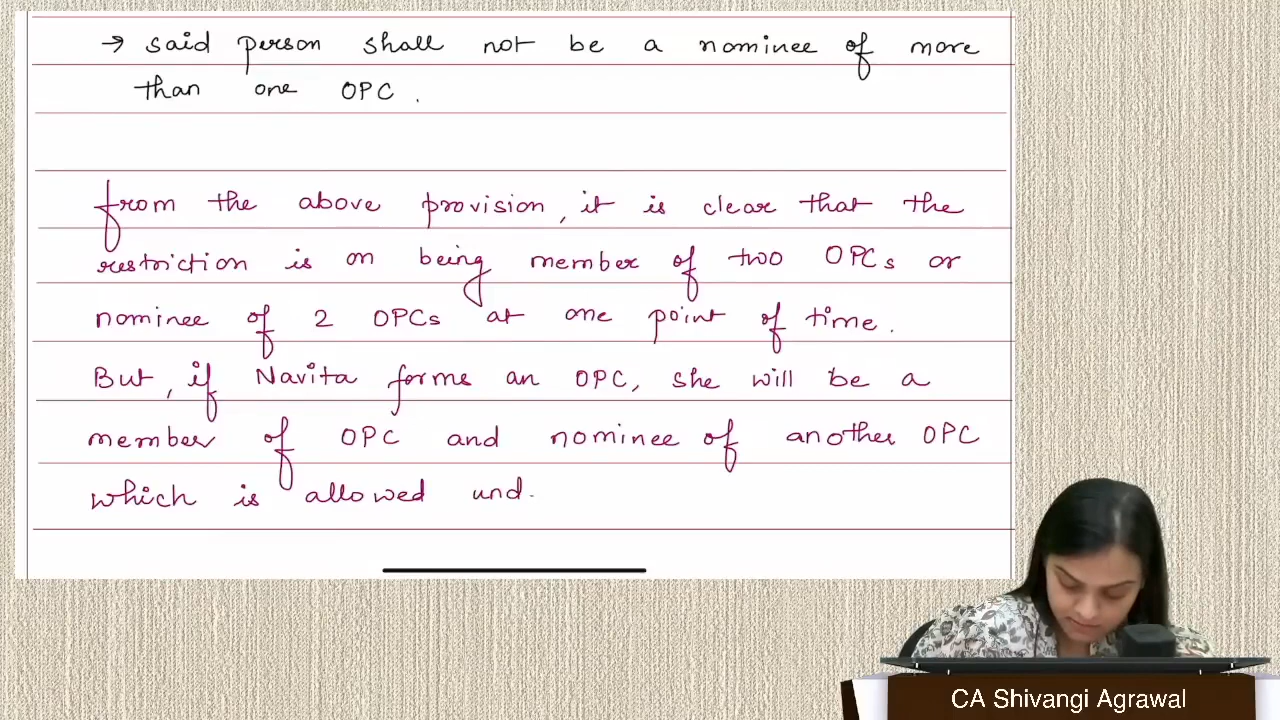 → said person shall not be a nominee of more
than one OPC.
from the above provision, it is clear that the
restriction is on being member of two OPCs or
nominee of 2 OPCs at one point of time.
But, if Navita forms an OPC, she will be a
member of OPC and nominee of another OPC
which is allowed und.
CA Shivangi Agrawal